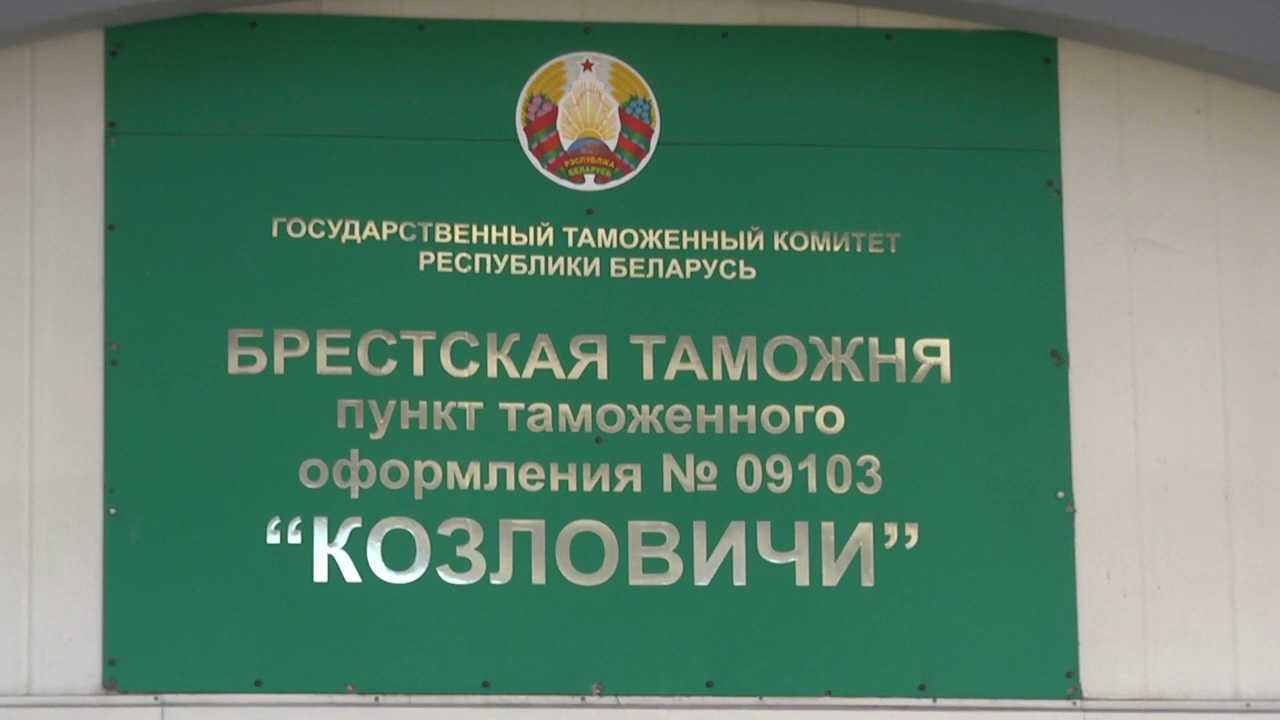 РЭСПУБЛІКА
БЕЛАРУСЬ
ГОСУДАРСТВЕННЫЙ ТАМОЖЕННЫЙ КОМИТЕТ
РЕСПУБЛИКИ БЕЛАРУСЬ
БРЕСТСКАЯ ТАМОЖНЯ
пункт таможенного
оформления № 09103
“КОЗЛОВИЧИ”